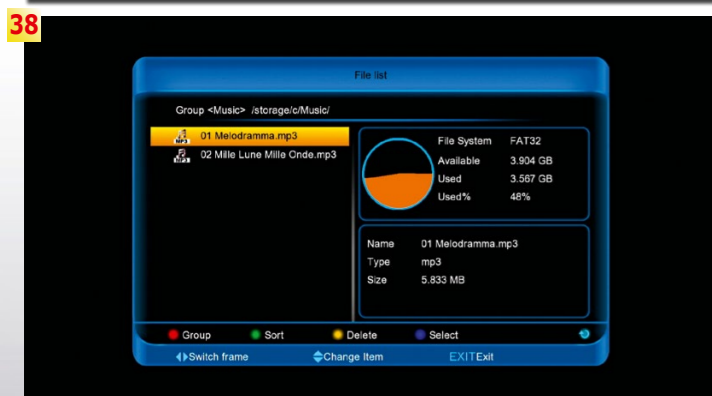 38
File list
Group <Music> /storage/c/Music/
MP3 01 Melodramma.mp3
MP3 02 Mille Lune Mille Onde.mp3
File System FAT32
Available 3.904 GB
Used 3.567 GB
Used% 48%
Name 01 Melodramma.mp3
Type mp3
Size 5.833 MB
Group Sort Delete Select
Switch frame Change Item EXIT Exit